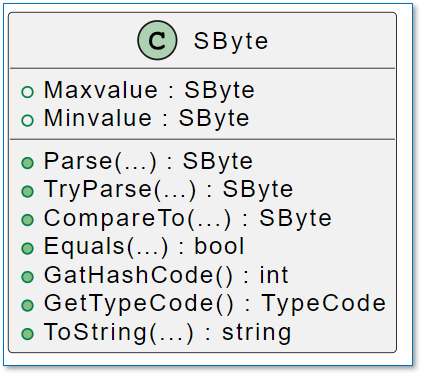 C SByte
Maxvalue : SByte
Minvalue : SByte
Parse(...) : SByte
TryParse(...) : SByte
CompareTo(...) : SByte
Equals(...) : bool
GatHashCode() : int
GetTypeCode() : TypeCode
ToString(...) : string